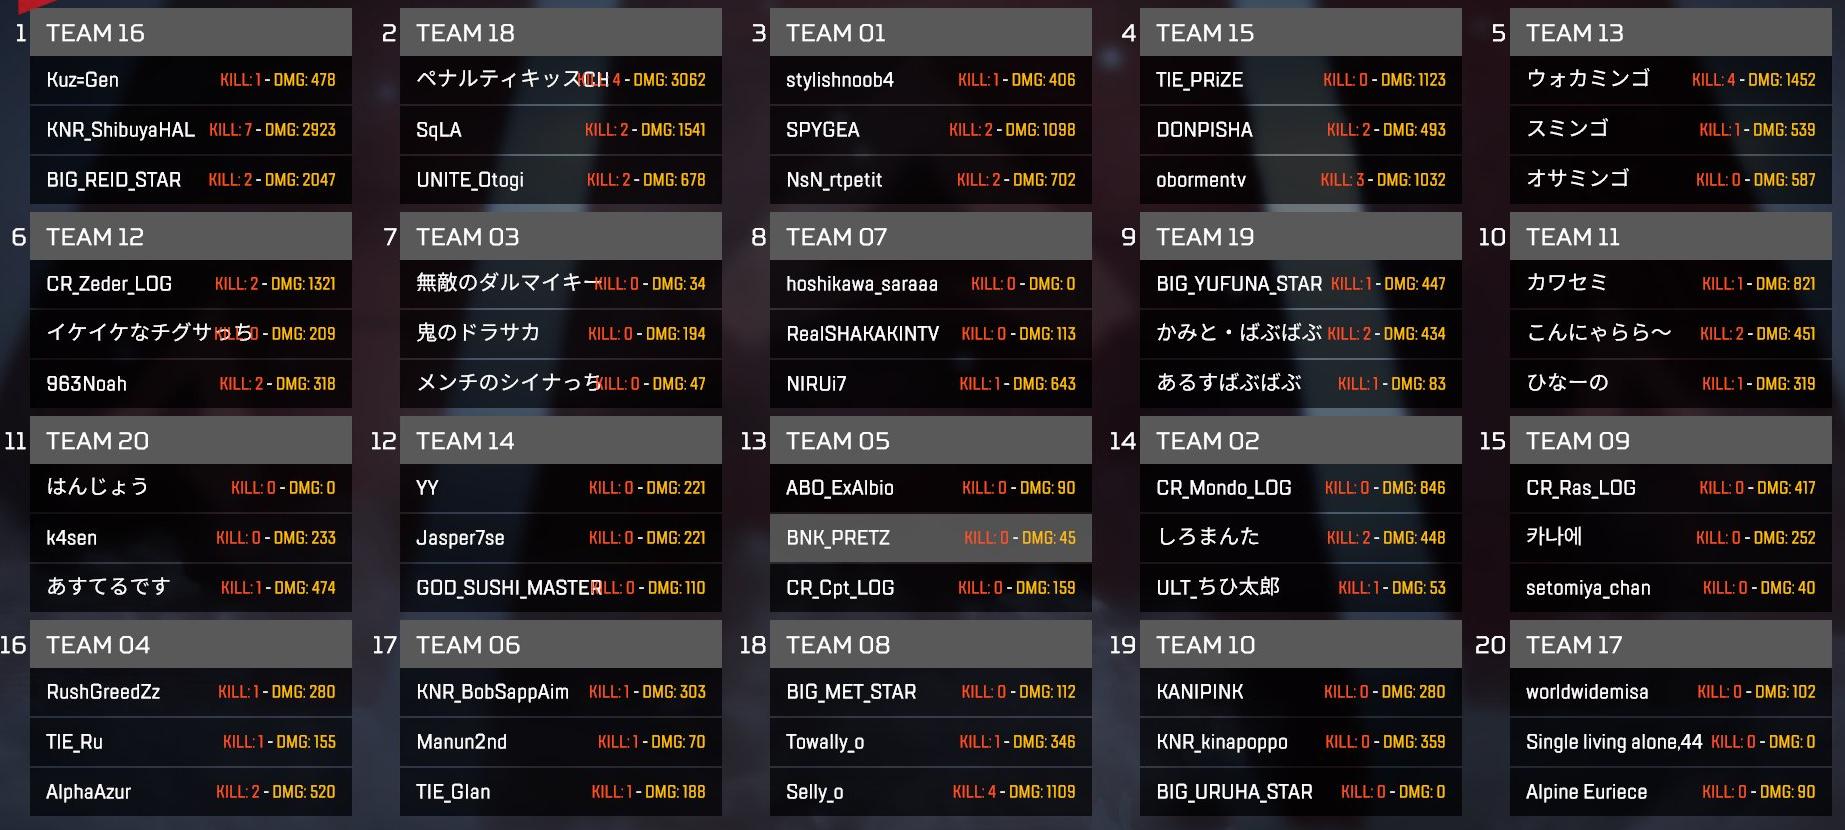 1 TEAM 16
Kuz=Gen KILL: 1 - DMG: 478
KNR_ShibuyaHAL KILL: 7 - DMG: 2923
BIG_REID_STAR KILL: 2 - DMG: 2047
2 TEAM 18
ペナルティキッスCH KILL: 4 - DMG: 3062
SqLA KILL: 2 - DMG: 1541
UNITE_Otogi KILL: 2 - DMG: 678
3 TEAM 01
stylishnoob4 KILL: 1 - DMG: 406
SPYGEA KILL: 2 - DMG: 1098
NsN_rtpetit KILL: 2 - DMG: 702
4 TEAM 15
TIE_PRiZE KILL: 0 - DMG: 1123
DONPISHA KILL: 2 - DMG: 493
obormentv KILL: 3 - DMG: 1032
5 TEAM 13
ウォカミンゴ KILL: 4 - DMG: 1452
スミンゴ KILL: 1 - DMG: 539
オサミンゴ KILL: 0 - DMG: 587
6 TEAM 12
CR_Zeder_LOG KILL: 2 - DMG: 1321
イケイケなチグサっち KILL: 0 - DMG: 209
963Noah KILL: 2 - DMG: 318
7 TEAM 03
無敵のダルマイキー KILL: 0 - DMG: 34
鬼のドラサカ KILL: 0 - DMG: 194
メンチのシイナっち KILL: 0 - DMG: 47
8 TEAM 07
hoshikawa_saraaa KILL: 0 - DMG: 0
RealSHAKAKINTV KILL: 0 - DMG: 113
NIRUi7 KILL: 1 - DMG: 643
9 TEAM 19
BIG_YUFUNA_STAR KILL: 1 - DMG: 447
かみと・ばぶばぶ KILL: 2 - DMG: 434
あるすばぶばぶ KILL: 1 - DMG: 83
10 TEAM 11
カワセミ KILL: 1 - DMG: 821
こんにゃらら～ KILL: 2 - DMG: 451
ひなーの KILL: 1 - DMG: 319
11 TEAM 20
はんじょう KILL: 0 - DMG: 0
k4sen KILL: 0 - DMG: 233
あすてるです KILL: 1 - DMG: 474
12 TEAM 14
YY KILL: 0 - DMG: 221
Jasper7se KILL: 0 - DMG: 221
GOD_SUSHI_MASTER KILL: 0 - DMG: 110
13 TEAM 05
ABO_ExAlbio KILL: 0 - DMG: 90
BNK_PRETZ KILL: 0 - DMG: 45
CR_Cpt_LOG KILL: 0 - DMG: 159
14 TEAM 02
CR_Mondo_LOG KILL: 0 - DMG: 846
しろまんた KILL: 2 - DMG: 448
ULT_ちひ太郎 KILL: 1 - DMG: 53
15 TEAM 09
CR_Ras_LOG KILL: 0 - DMG: 417
카나에 KILL: 0 - DMG: 252
setomiya_chan KILL: 0 - DMG: 40
16 TEAM 04
RushGreedZz KILL: 1 - DMG: 280
TIE_Ru KILL: 1 - DMG: 155
AlphaAzur KILL: 2 - DMG: 520
17 TEAM 06
KNR_BobSappAim KILL: 1 - DMG: 303
Manun2nd KILL: 1 - DMG: 70
TIE_Glan KILL: 1 - DMG: 188
18 TEAM 08
BIG_MET_STAR KILL: 0 - DMG: 112
Towally_o KILL: 1 - DMG: 346
Selly_o KILL: 4 - DMG: 1109
19 TEAM 10
KANIPINK KILL: 0 - DMG: 280
KNR_kinapoppo KILL: 0 - DMG: 359
BIG_URUHA_STAR KILL: 0 - DMG: 0
20 TEAM 17
worldwidemisa KILL: 0 - DMG: 102
Single living alone,44 KILL: 0 - DMG: 0
Alpine Euriece KILL: 0 - DMG: 90